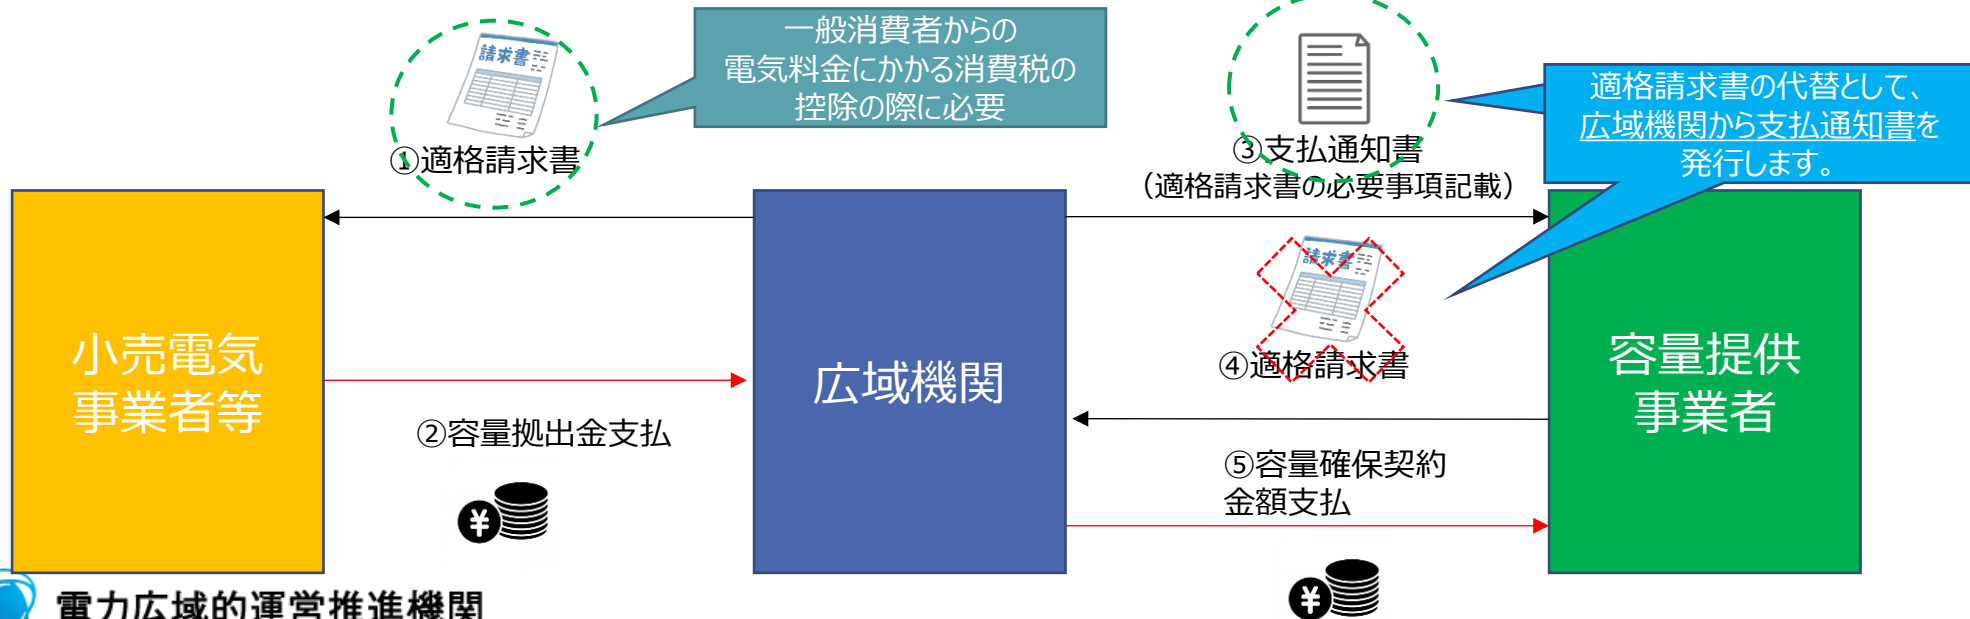 一般消費者からの
電気料金にかかる消費税の
控除の際に必要
請求書
①適格請求書
③支払通知書
（適格請求書の必要事項記載）
適格請求書の代替として、
広域機関から支払通知書を
発行します。
請求書
④適格請求書
小売電気
事業者等
広域機関
容量提供
事業者
②容量拠出金支払
¥
⑤容量確保契約
金額支払
¥
電力広域的運営推進機関